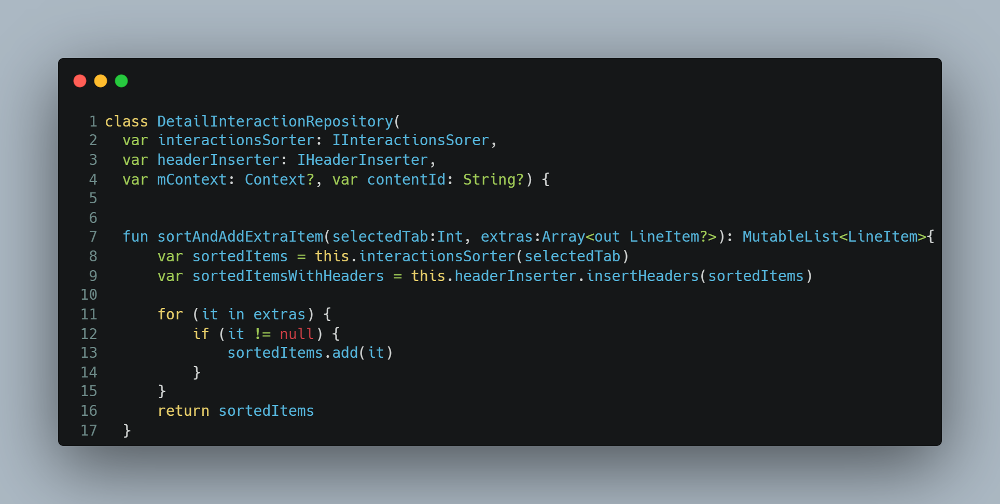 1 class DetailInteractionRepository(
2   var interactionsSorter: IInteractionsSorer,
3   var headerInserter: IHeaderInserter,
4   var mContext: Context?, var contentId: String?) {
5
6
7   fun sortAndAddExtraItem(selectedTab:Int, extras:Array<out LineItem?>): MutableList<LineItem>{
8       var sortedItems = this.interactionsSorter(selectedTab)
9       var sortedItemsWithHeaders = this.headerInserter.insertHeaders(sortedItems)
10
11       for (it in extras) {
12           if (it != null) {
13               sortedItems.add(it)
14           }
15       }
16       return sortedItems
17   }